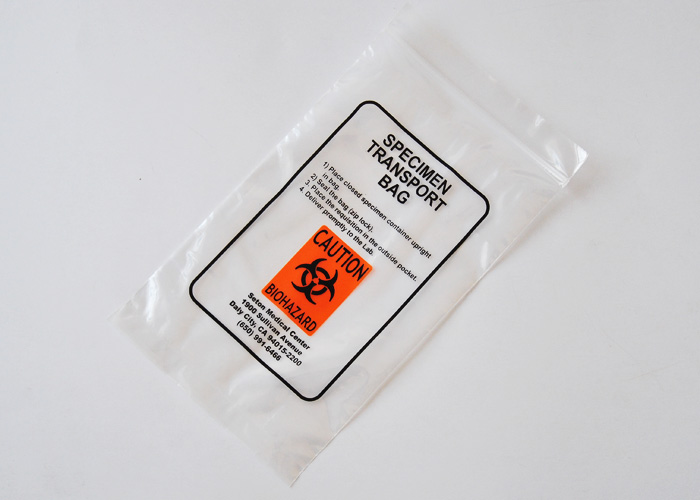 SPECIMEN
TRANSPORT
BAG
1) Place closed specimen container upright
in bag.
2) Seal the bag (zip lock).
3. Place the requisition in the outside pocket.
4. Deliver promptly to the Lab.
CAUTION
BIOHAZARD
Seton Medical Center
1900 Sullivan Avenue
Daly City, CA 94015-2200
(650) 991-6466